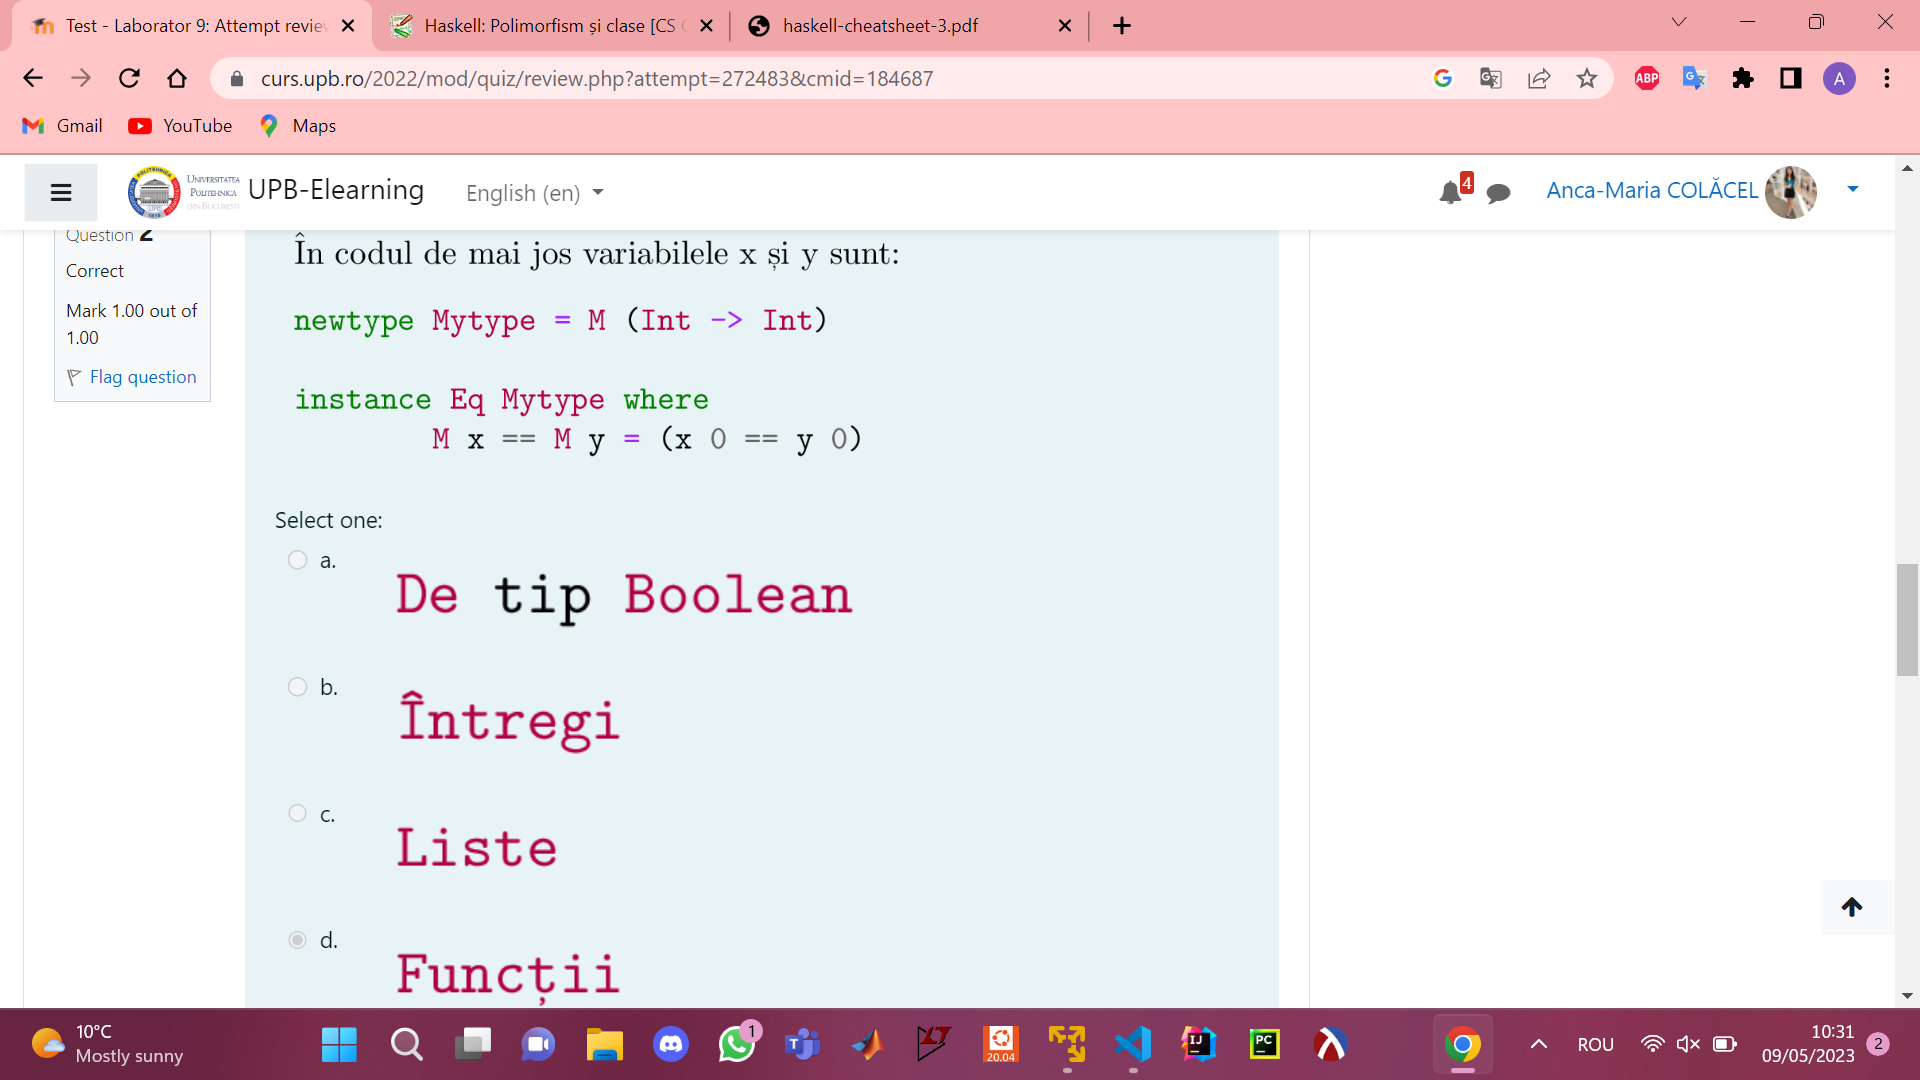 Test - Laborator 9: Attempt revie
Haskell: Polimorfism și clase [CS
haskell-cheatsheet-3.pdf
curs.upb.ro/2022/mod/quiz/review.php?attempt=272483&cmid=184687
ABP
A
Gmail
YouTube
Maps
UNIVERSITATEA
POLITEHNICA
DIN BUCUREȘTI
UPB-Elearning
English (en)
4
Anca-Maria COLĂCEL
Question 2
Correct
Mark 1.00 out of
1.00
Flag question
În codul de mai jos variabilele x și y sunt:
newtype Mytype = M (Int -> Int)
instance Eq Mytype where
M x == M y = (x 0 == y 0)
Select one:
a.
De tip Boolean
b.
Întregi
c.
Liste
d.
Funcții
10°C
Mostly sunny
1
20.04
IJ
PC
ROU
10:31
09/05/2023
2